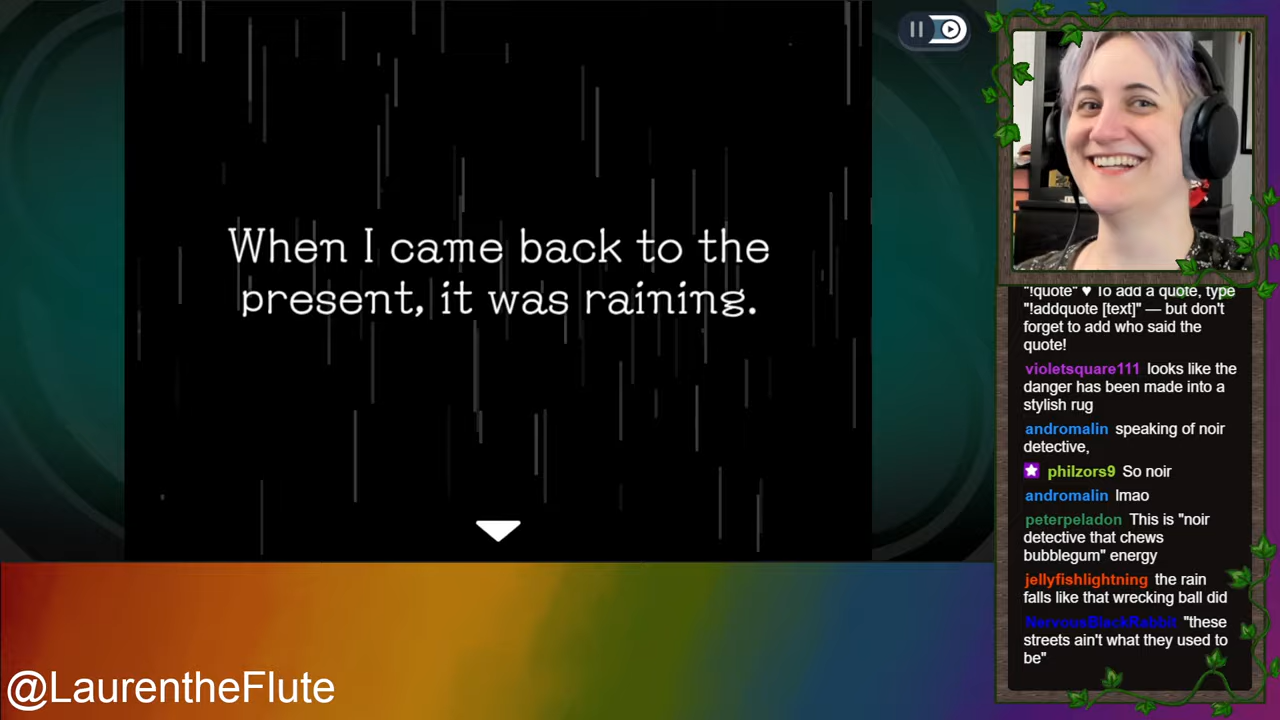 When I came back to the
present, it was raining.
"!quote" ♥ To add a quote, type
"!addquote [text]" — but don't
forget to add who said the
quote!
violetsquare111 looks like the
danger has been made into a
stylish rug
andromalin speaking of noir
detective,
philzors9 So noir
andromalin lmao
peterpeladon This is "noir
detective that chews
bubblegum" energy
jellyfishlightning the rain
falls like that wrecking ball did
NervousBlackRabbit "these
streets ain't what they used to
be"
@LaurentheFlute